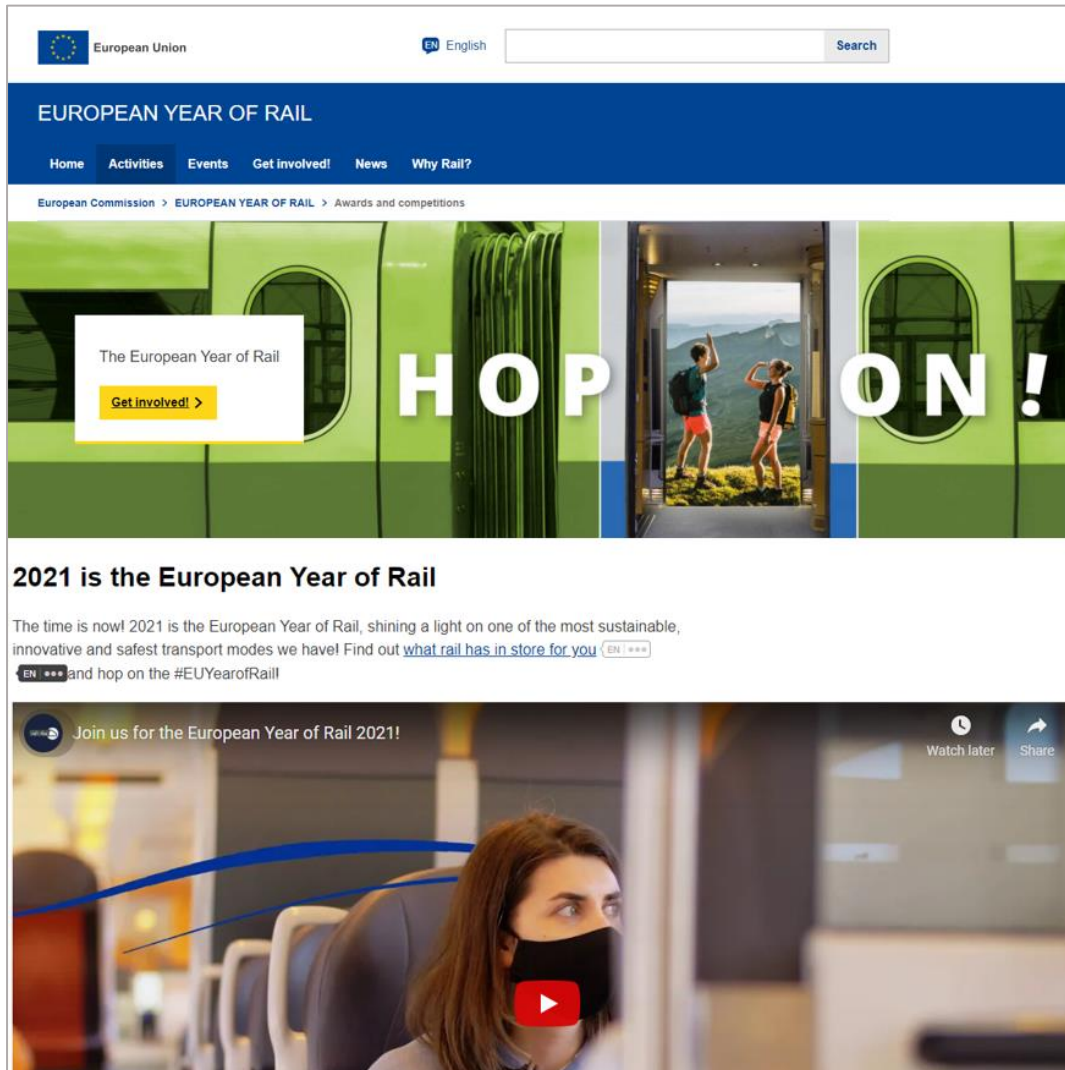 European Union
EN English
Search
EUROPEAN YEAR OF RAIL
Home Activities Events Get involved! News Why Rail?
European Commission > EUROPEAN YEAR OF RAIL > Awards and competitions
The European Year of Rail
Get involved! >
HOP ON!
2021 is the European Year of Rail
The time is now! 2021 is the European Year of Rail, shining a light on one of the most sustainable,
innovative and safest transport modes we have! Find out what rail has in store for you EN
EN and hop on the #EUYearofRail!
Join us for the European Year of Rail 2021!
Watch later Share